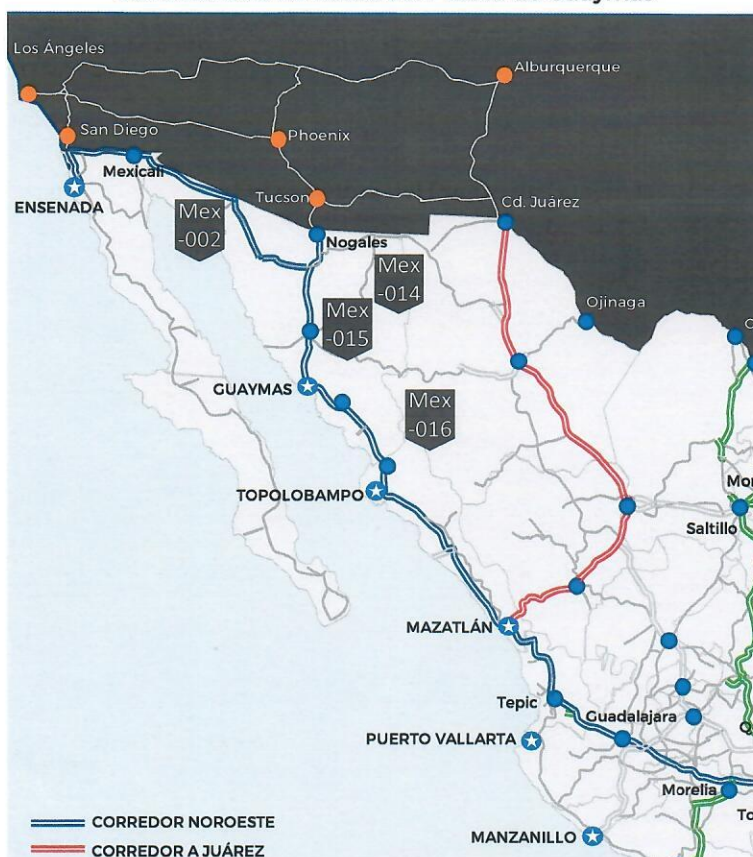 Los Ángeles
Alburquerque
San Diego
Phoenix
Mexicali
Tucson
Cd. Juárez
ENSENADA
Mex
-002
Nogales
Mex
-014
Ojinaga
Mex
-015
GUAYMAS
Mex
-016
TOPOLOBAMPO
Saltillo
MAZATLÁN
Tepic
Guadalajara
PUERTO VALLARTA
Morelia
CORREDOR NOROESTE
MANZANILLO
CORREDOR A JUÁREZ